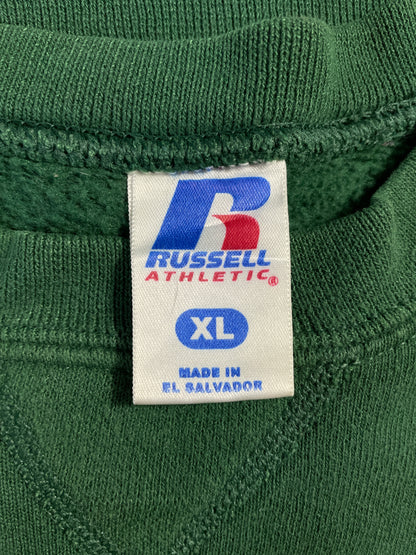 R
RUSSELL
ATHLETIC®
XL
MADE IN
EL SALVADOR